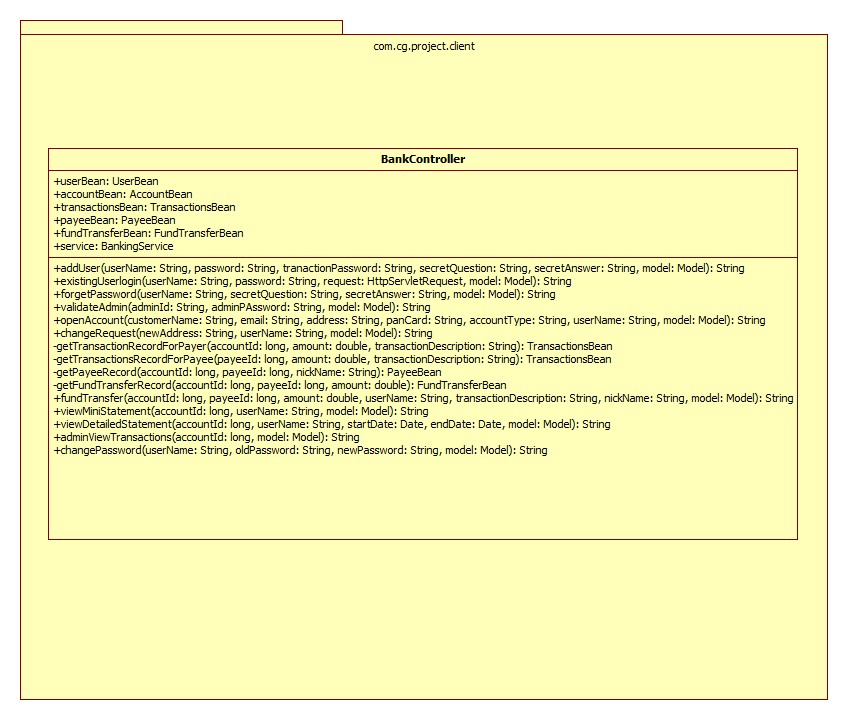 com.cg.project.client
BankController
+userBean: UserBean
+accountBean: AccountBean
+transactionsBean: TransactionsBean
+payeeBean: PayeeBean
+fundTransferBean: FundTransferBean
+service: BankingService
+addUser(userName: String, password: String, tranactionPassword: String, secretQuestion: String, secretAnswer: String, model: Model): String
+existingUserlogin(userName: String, password: String, request: HttpServletRequest, model: Model): String
+forgetPassword(userName: String, secretQuestion: String, secretAnswer: String, model: Model): String
+validateAdmin(adminId: String, adminPAssword: String, model: Model): String
+openAccount(customerName: String, email: String, address: String, panCard: String, accountType: String, userName: String, model: Model): String
+changeRequest(newAddress: String, userName: String, model: Model): String
-getTransactionRecordForPayer(accountId: long, amount: double, transactionDescription: String): TransactionsBean
-getTransactionsRecordForPayee(payeeId: long, amount: double, transactionDescription: String): TransactionsBean
-getPayeeRecord(accountId: long, payeeId: long, nickName: String): PayeeBean
-getFundTransferRecord(accountId: long, payeeId: long, amount: double): FundTransferBean
+fundTransfer(accountId: long, payeeId: long, amount: double, userName: String, transactionDescription: String, nickName: String, model: Model): String
+viewMiniStatement(accountId: long, userName: String, model: Model): String
+viewDetailedStatement(accountId: long, userName: String, startDate: Date, endDate: Date, model: Model): String
+adminViewTransactions(accountId: long, model: Model): String
+changePassword(userName: String, oldPassword: String, newPassword: String, model: Model): String